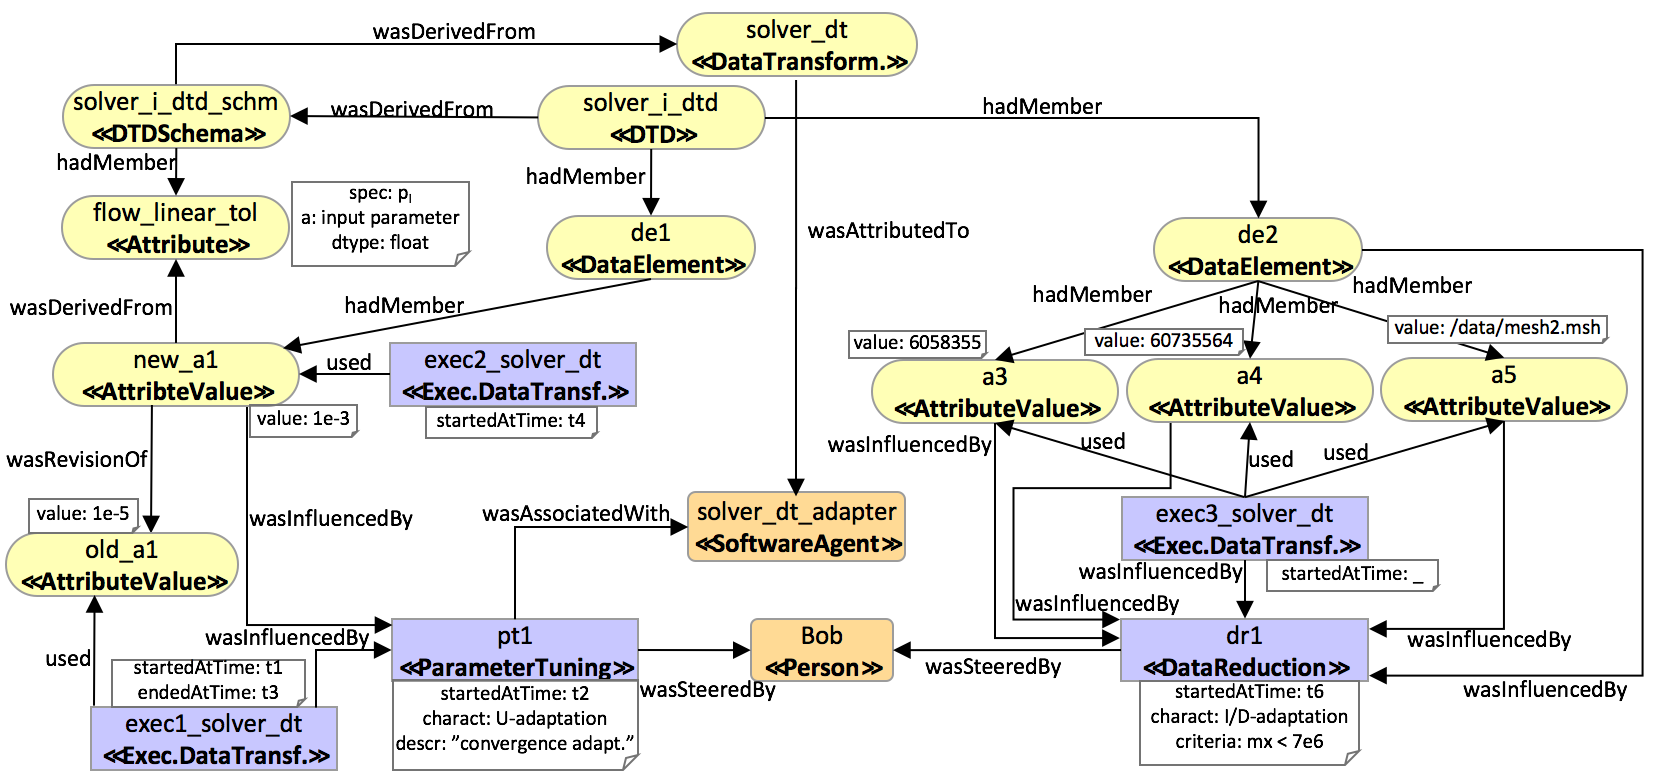 solver_dt
≪DataTransform.≫
wasDerivedFrom
solver_i_dtd_schm
≪DTDSchema≫
wasDerivedFrom
solver_i_dtd
≪DTD≫
hadMember
hadMember
hadMember
flow_linear_tol
≪Attribute≫
spec: pl
a: input parameter
dtype: float
de1
≪DataElement≫
wasAttributedTo
de2
≪DataElement≫
wasDerivedFrom
hadMember
hadMember
hadMember
hadMember
value: 6058355
value: 60735564
value: /data/mesh2.msh
new_a1
≪AttribteValue≫
used
exec2_solver_dt
≪Exec.DataTransf.≫
startedAtTime: t4
value: 1e-3
a3
≪AttributeValue≫
a4
≪AttributeValue≫
a5
≪AttributeValue≫
wasInfluencedBy
used
used
used
wasRevisionOf
value: 1e-5
old_a1
≪AttributeValue≫
wasInfluencedBy
wasAssociatedWith
solver_dt_adapter
≪SoftwareAgent≫
exec3_solver_dt
≪Exec.DataTransf.≫
startedAtTime: _
wasInfluencedBy
wasInfluencedBy
used
wasInfluencedBy
pt1
≪ParameterTuning≫
startedAtTime: t2
charact: U-adaptation
descr: ”convergence adapt.”
wasSteeredBy
Bob
≪Person≫
wasSteeredBy
dr1
≪DataReduction≫
startedAtTime: t6
charact: I/D-adaptation
criteria: mx < 7e6
wasInfluencedBy
wasInfluencedBy
startedAtTime: t1
endedAtTime: t3
exec1_solver_dt
≪Exec.DataTransf.≫